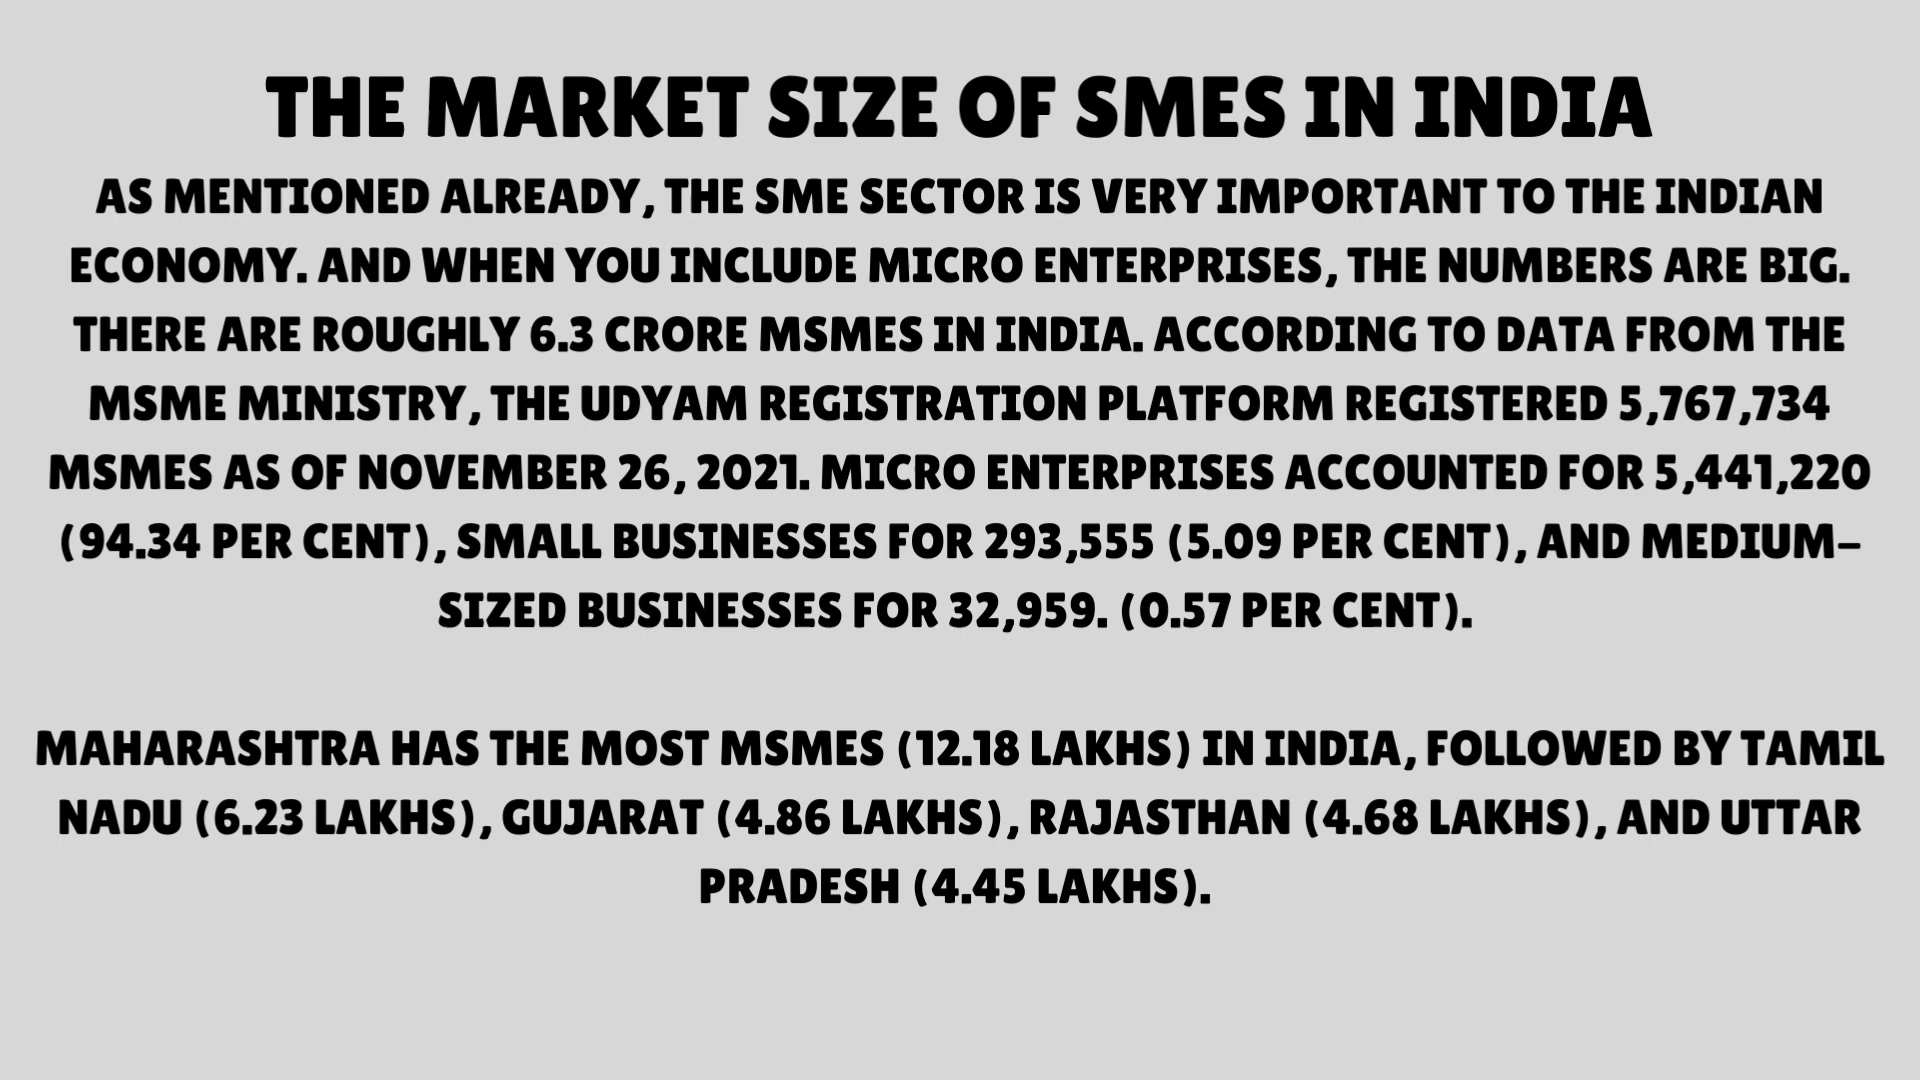 THE MARKET SIZE OF SMES IN INDIA
AS MENTIONED ALREADY, THE SME SECTOR IS VERY IMPORTANT TO THE INDIAN
ECONOMY. AND WHEN YOU INCLUDE MICRO ENTERPRISES, THE NUMBERS ARE BIG.
THERE ARE ROUGHLY 6.3 CRORE MSMES IN INDIA. ACCORDING TO DATA FROM THE
MSME MINISTRY, THE UDYAM REGISTRATION PLATFORM REGISTERED 5,767,734
MSMES AS OF NOVEMBER 26, 2021. MICRO ENTERPRISES ACCOUNTED FOR 5,441,220
(94.34 PER CENT), SMALL BUSINESSES FOR 293,555 (5.09 PER CENT), AND MEDIUM-
SIZED BUSINESSES FOR 32,959. (0.57 PER CENT).
MAHARASHTRA HAS THE MOST MSMES (12.18 LAKHS) IN INDIA, FOLLOWED BY TAMIL
NADU (6.23 LAKHS), GUJARAT (4.86 LAKHS), RAJASTHAN (4.68 LAKHS), AND UTTAR
PRADESH (4.45 LAKHS).